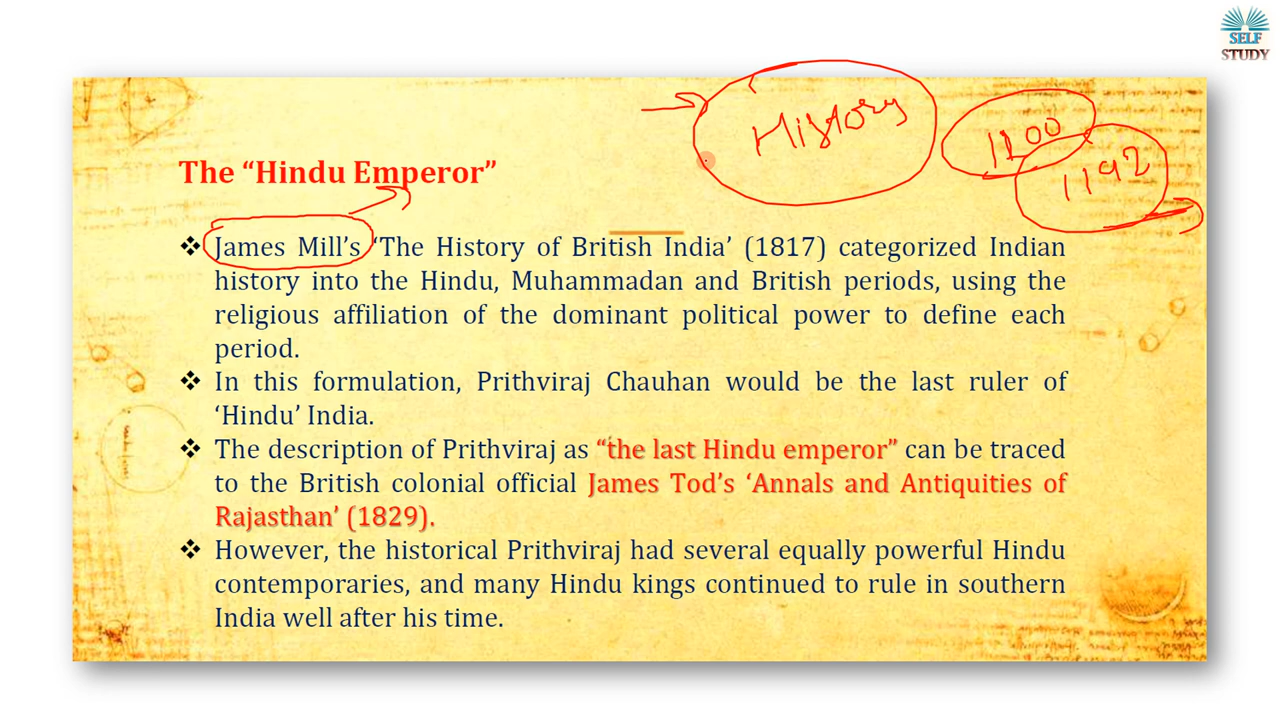 SELF
STUDY
History
1100
1192
The “Hindu Emperor”
❖ James Mill’s ‘The History of British India’ (1817) categorized Indian
history into the Hindu, Muhammadan and British periods, using the
religious affiliation of the dominant political power to define each
period.
❖ In this formulation, Prithviraj Chauhan would be the last ruler of
‘Hindu’ India.
❖ The description of Prithviraj as “the last Hindu emperor” can be traced
to the British colonial official James Tod’s ‘Annals and Antiquities of
Rajasthan’ (1829).
❖ However, the historical Prithviraj had several equally powerful Hindu
contemporaries, and many Hindu kings continued to rule in southern
India well after his time.